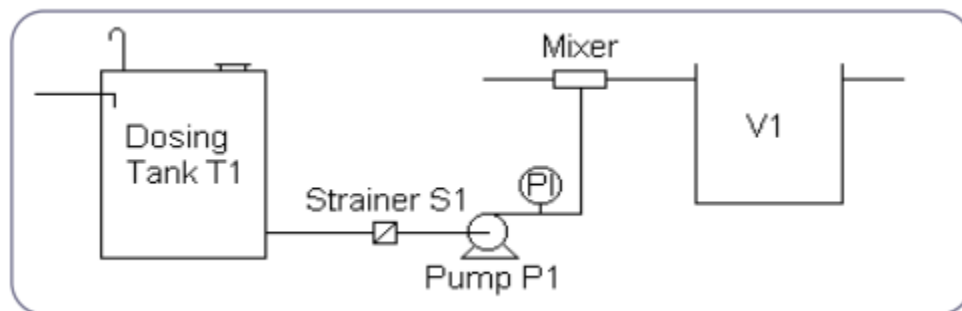 Mixer
Dosing
Tank T1
V1
PI
Strainer S1
Pump P1